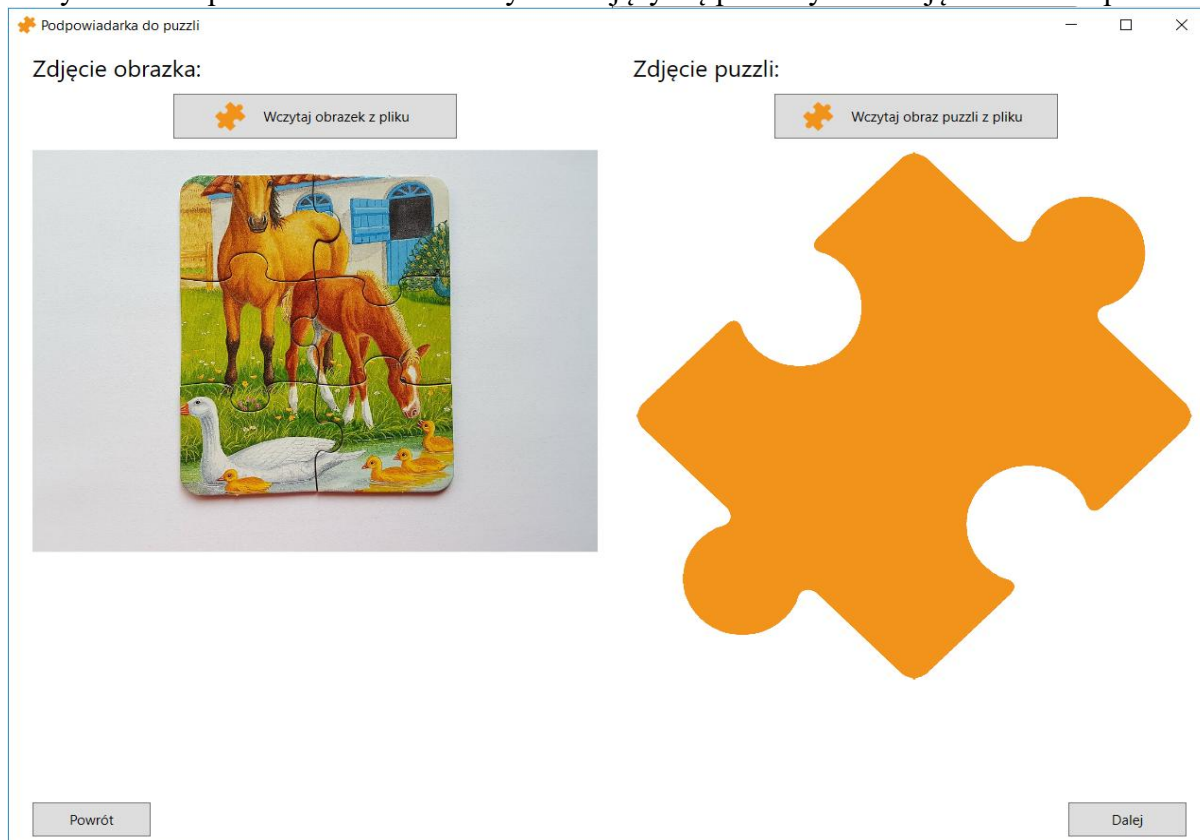 Podpowiadarka do puzzli
Zdjęcie obrazka:
Wczytaj obrazek z pliku
Zdjęcie puzzli:
Wczytaj obraz puzzli z pliku
Powrót
Dalej